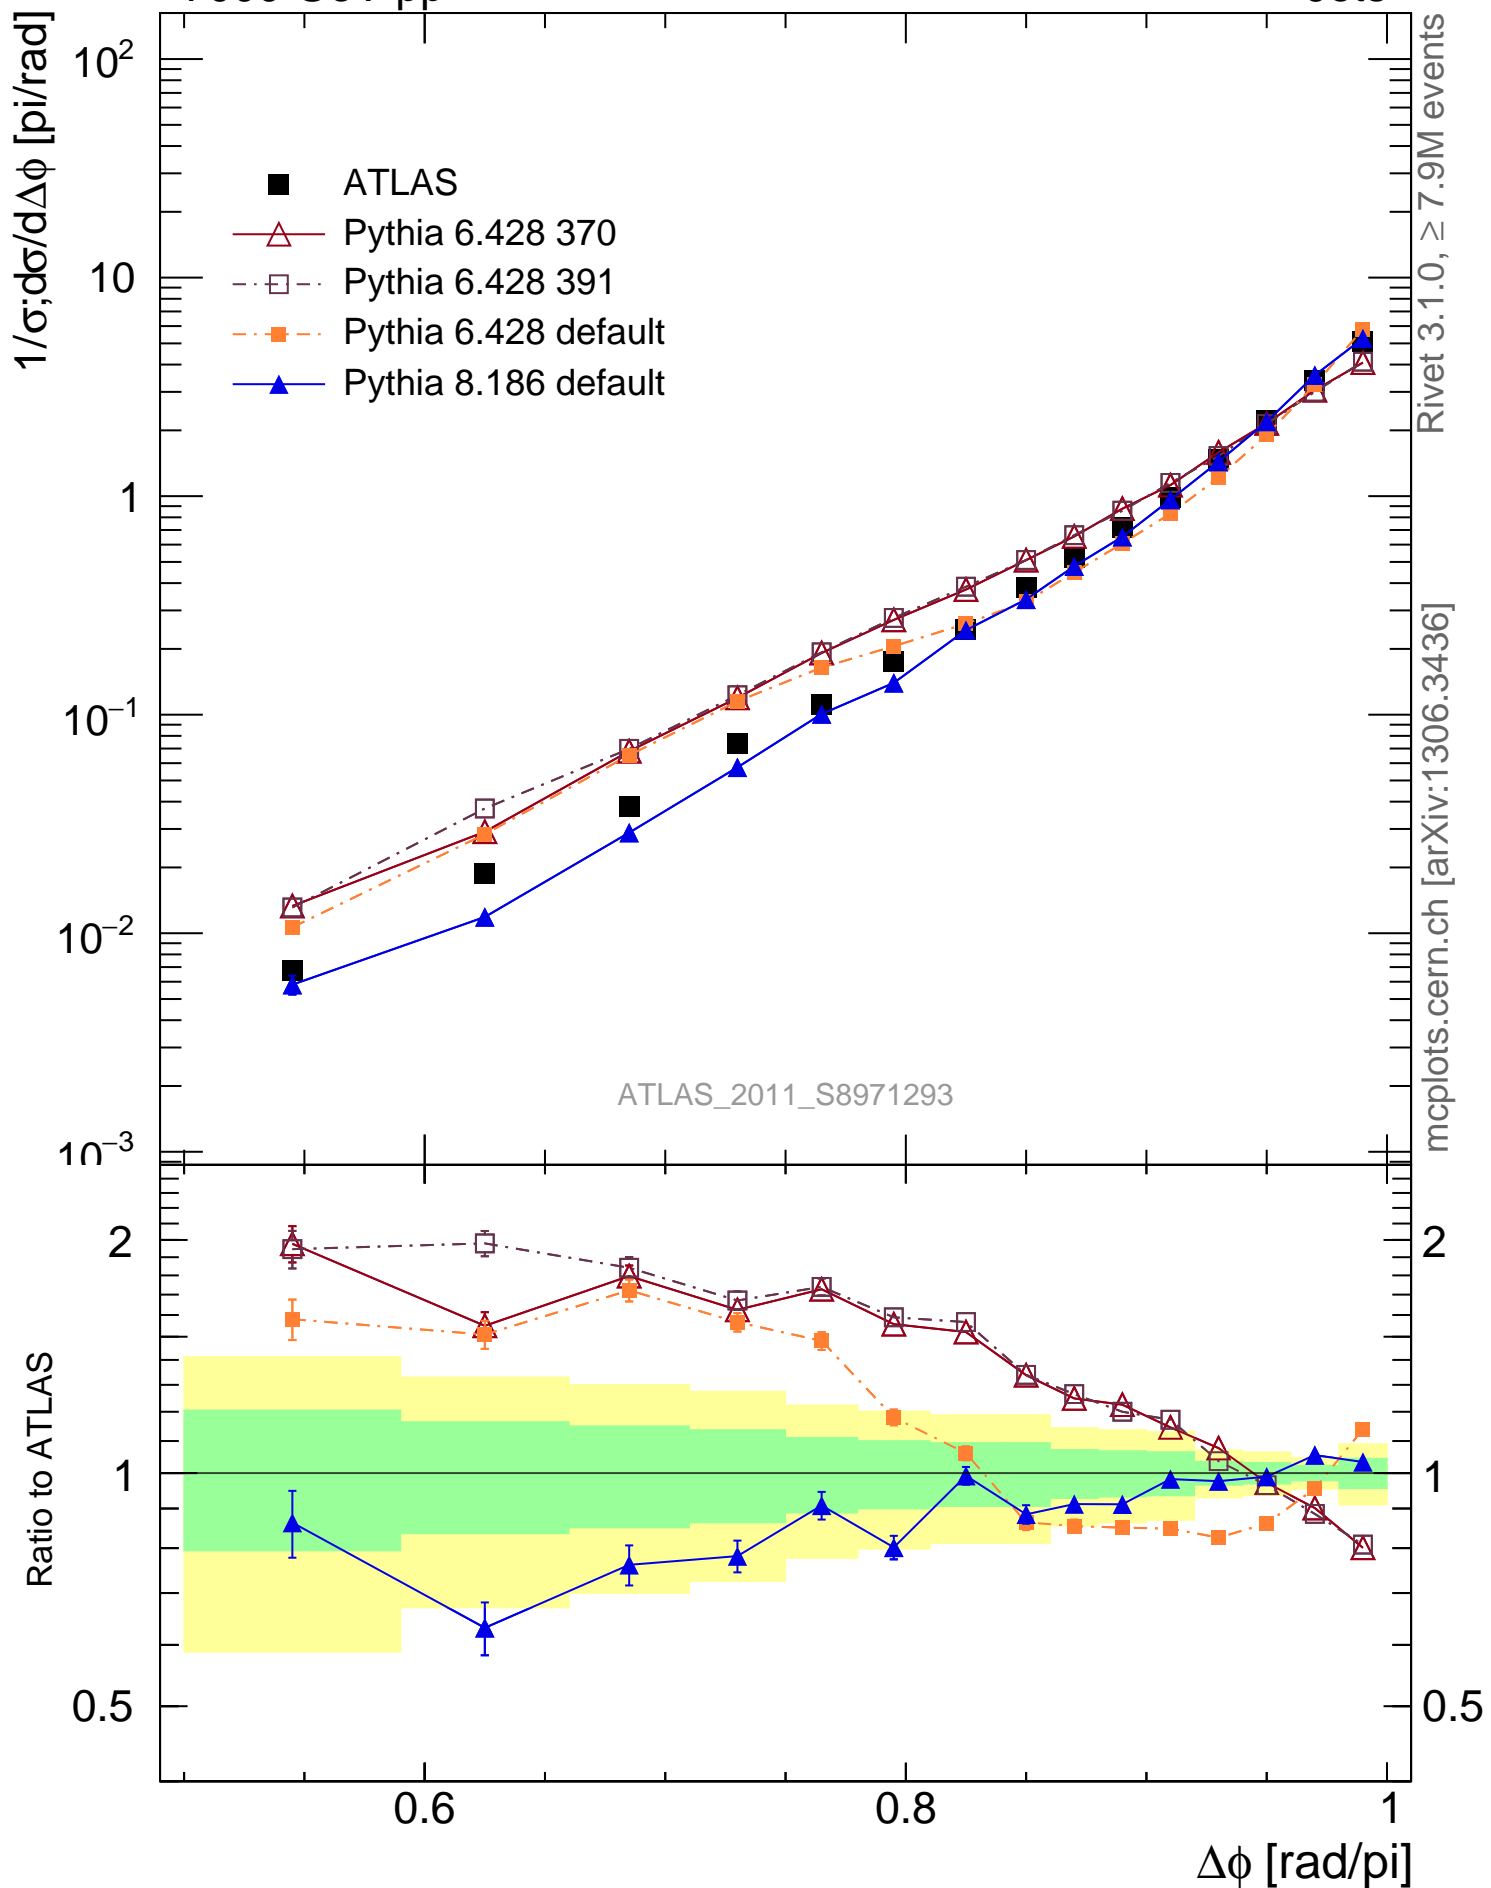 1/σ;dσ/dΔϕ [pi/rad]
10²
10
1
10⁻¹
10⁻²
10⁻³
ATLAS
Pythia 6.428 370
Pythia 6.428 391
Pythia 6.428 default
Pythia 8.186 default
ATLAS_2011_S8971293
Rivet 3.1.0, ≥ 7.9M events
mcplots.cern.ch [arXiv:1306.3436]
Ratio to ATLAS
2
1
0.5
2
1
0.5
0.6
0.8
1
Δϕ [rad/pi]